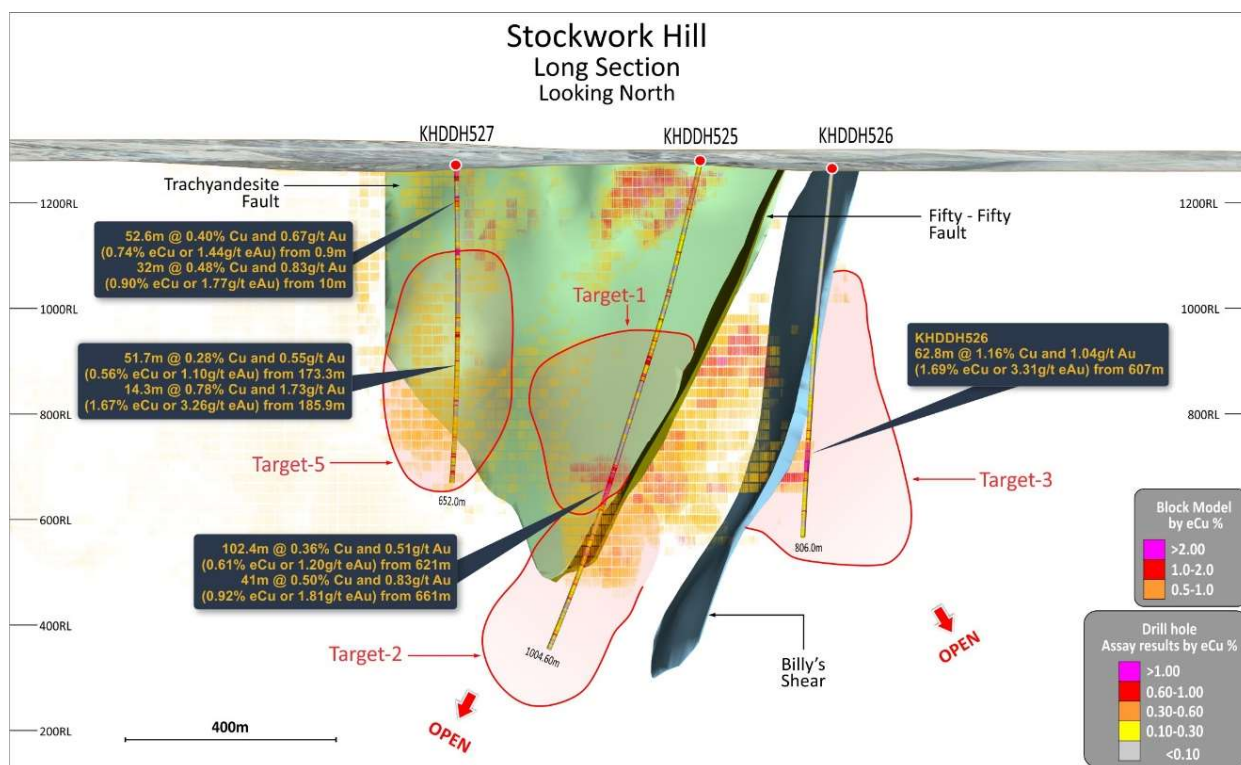 Stockwork Hill
Long Section
Looking North
KHDDH527
KHDDH525
KHDDH526
Trachyandesite
Fault
1200RL
1200RL
52.6m @ 0.40% Cu and 0.67g/t Au
(0.74% eCu or 1.44g/t eAu) from 0.9m
32m @ 0.48% Cu and 0.83g/t Au
(0.90% eCu or 1.77g/t eAu) from 10m
Fifty - Fifty
Fault
Target-1
1000RL
1000RL
KHDDH526
62.8m @ 1.16% Cu and 1.04g/t Au
(1.69% eCu or 3.31g/t eAu) from 607m
51.7m @ 0.28% Cu and 0.55g/t Au
(0.56% eCu or 1.10g/t eAu) from 173.3m
14.3m @ 0.78% Cu and 1.73g/t Au
(1.67% eCu or 3.26g/t eAu) from 185.9m
800RL
800RL
Target-5
Target-3
652.0m
600RL
600RL
806.0m
102.4m @ 0.36% Cu and 0.51g/t Au
(0.61% eCu or 1.20g/t eAu) from 621m
41m @ 0.50% Cu and 0.83g/t Au
(0.92% eCu or 1.81g/t eAu) from 661m
Block Model
by eCu %
>2.00
1.0-2.0
0.5-1.0
400RL
Target-2
1004.60m
Billy's
Shear
OPEN
OPEN
Drill hole
Assay results by eCu %
>1.00
0.60-1.00
0.30-0.60
0.10-0.30
<0.10
200RL
400m